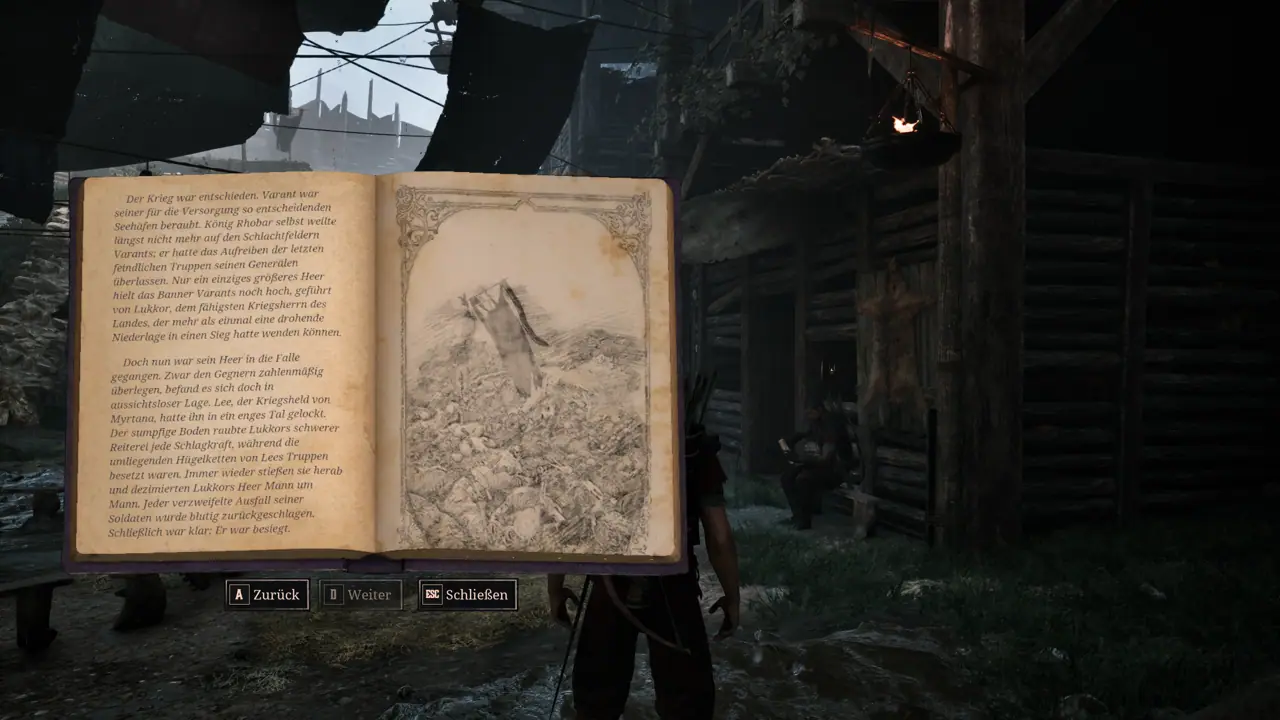 Der Krieg war entschieden. Varant war
seiner für die Versorgung so entscheidenden
Seehäfen beraubt. König Rhobar selbst weilte
längst nicht mehr auf den Schlachtfeldern
Varants; er hatte das Aufreiben der letzten
feindlichen Truppen seinen Generälen
überlassen. Nur ein einziges größeres Heer
hielt das Banner Varants noch hoch, geführt
von Lukkor, dem fähigsten Kriegsherrn des
Landes, der mehr als einmal eine drohende
Niederlage in einen Sieg hatte wenden können.
Doch nun war sein Heer in die Falle
gegangen. Zwar den Gegnern zahlenmäßig
überlegen, befand es sich doch in
aussichtsloser Lage. Lee, der Kriegsheld von
Myrtana, hatte ihn in ein enges Tal gelockt.
Der sumpfige Boden raubte Lukkors schwerer
Reiterei jede Schlagkraft, während die
umliegenden Hügelketten von Lees Truppen
besetzt waren. Immer wieder stießen sie herab
und dezimierten Lukkors Heer Mann um
Mann. Jeder verzweifelte Ausfall seiner
Soldaten wurde blutig zurückgeschlagen.
Schließlich war klar: Er war besiegt.
A Zurück
D Weiter
ESC Schließen